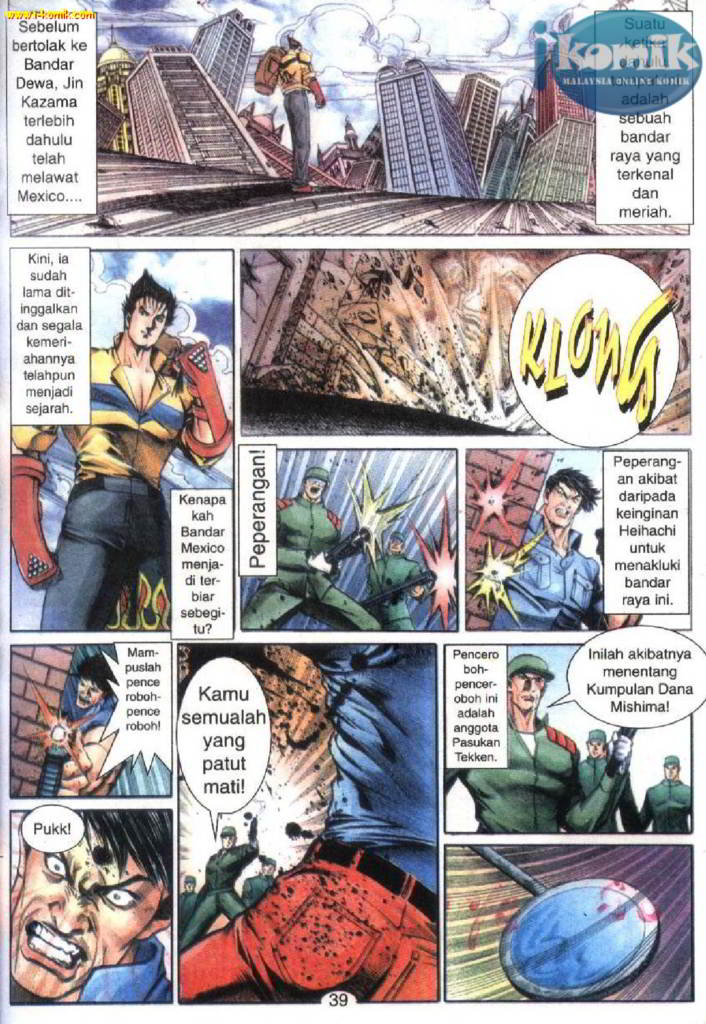 www.i-komik.com
Sebelum
bertolak ke
Bandar
Dewa, Jin
Kazama
terlebih
dahulu
telah
melawat
Mexico....
ikomik
MALAYSIA ONLINE KOMIK
Suatu
ketika
dahulu
adalah
sebuah
bandar
raya yang
terkenal
dan
meriah.
Kini, ia
sudah
lama dit-
inggalkan
dan segala
kemeri-
ahannya
telahpun
menjadi
sejarah.
Kenapa
kah
Bandar
Mexico
menja-
di ter-
biar
sebegi-
tu?
KLONG
Peperangan!
Peperang-
an akibat
daripada
keinginan
Heihachi
untuk
menakluki
bandar
raya ini.
Mam-
puslah
pence
roboh-
pence
roboh!
Kamu
semualah
yang
patut
mati!
Pencero
boh-
pencer-
oboh ini
adalah
anggota
Pasukan
Tekken.
Inilah akibatnya
menentang
Kumpulan Dana
Mishima!
Pukk!
39